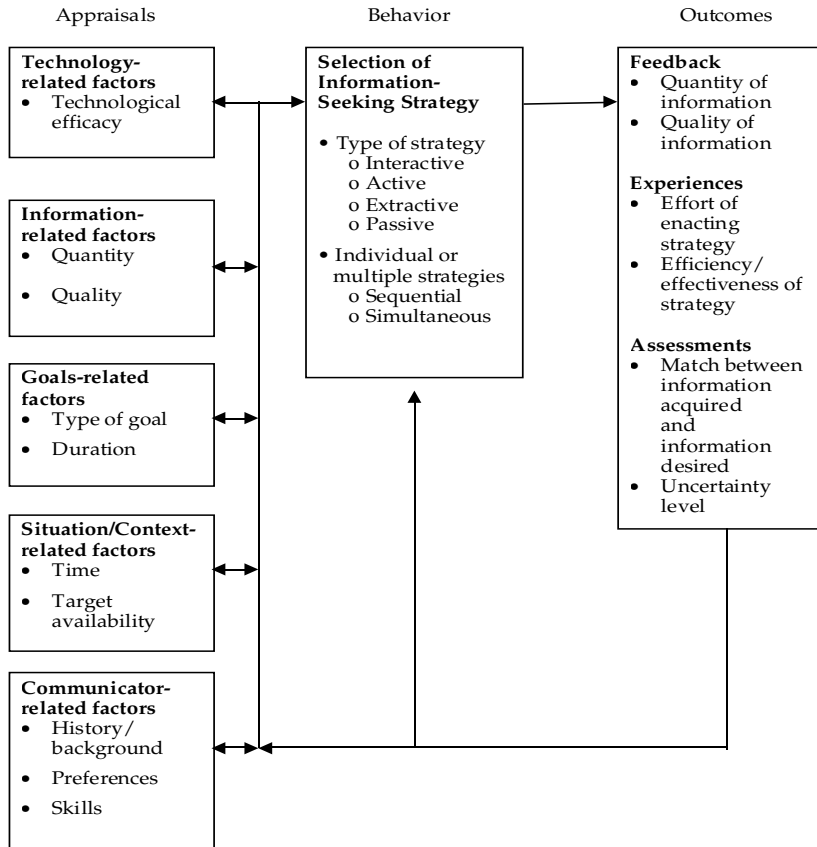 Appraisals
Behavior
Outcomes
Technology-
related factors
• Technological
efficacy
Information-
related factors
• Quantity
• Quality
Goals-related
factors
• Type of goal
• Duration
Situation/Context-
related factors
• Time
• Target
availability
Communicator-
related factors
• History/
background
• Preferences
• Skills
Selection of
Information-
Seeking Strategy
• Type of strategy
o Interactive
o Active
o Extractive
o Passive
• Individual or
multiple strategies
o Sequential
o Simultaneous
Feedback
• Quantity of
information
• Quality of
information
Experiences
• Effort of
enacting
strategy
• Efficiency/
effectiveness of
strategy
Assessments
• Match between
information
acquired
and
information
desired
• Uncertainty
level